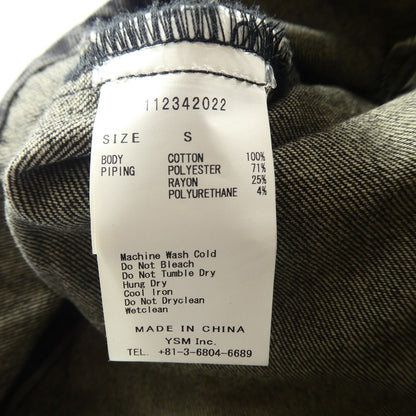 112342022
SIZE S
BODY COTTON 100%
PIPING POLYESTER 71%
RAYON 25%
POLYURETHANE 4%
Machine Wash Cold
Do Not Bleach
Do Not Tumble Dry
Hung Dry
Cool Iron
Do Not Dryclean
Wetclean
MADE IN CHINA
YSM Inc.
TEL. +81-3-6804-6689